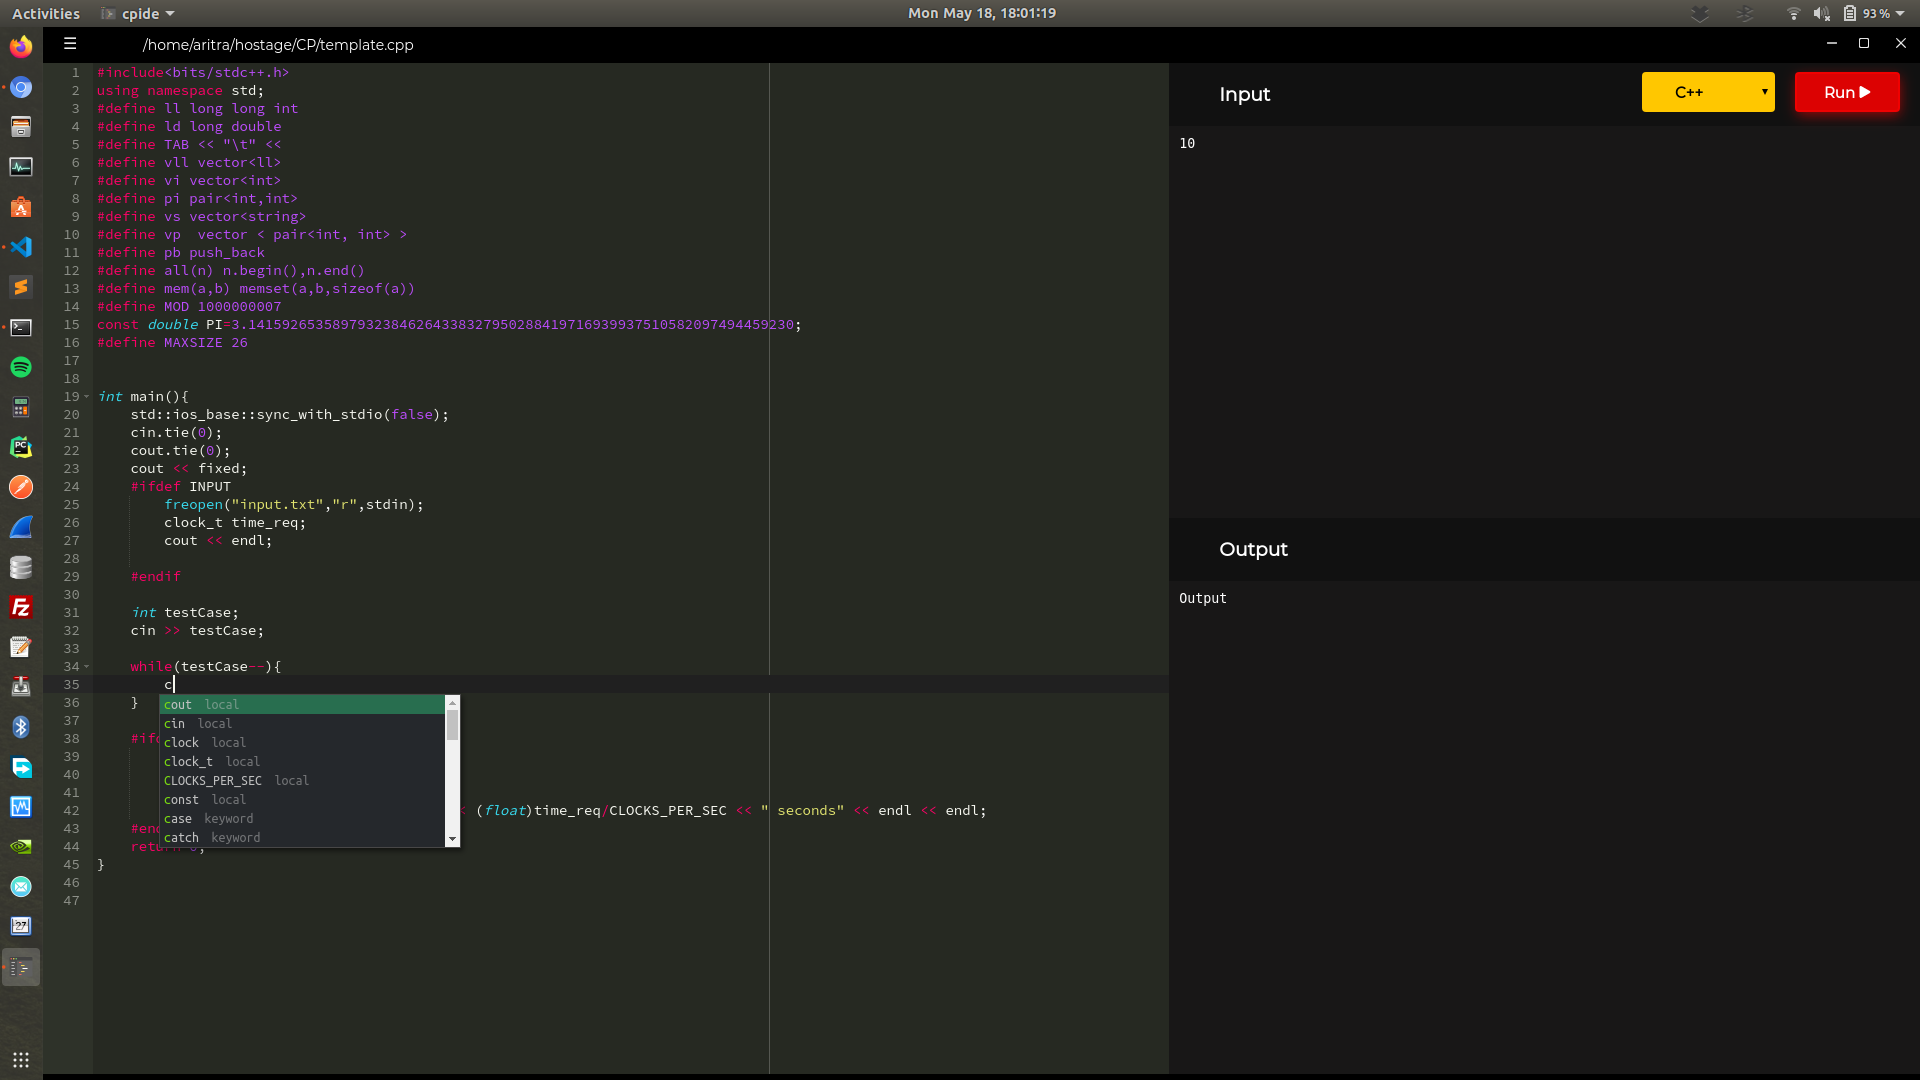 Activities
cpide
Mon May 18, 18:01:19
93 %
/home/aritra/hostage/CP/template.cpp
1 #include<bits/stdc++.h>
2 using namespace std;
3 #define ll long long int
4 #define ld long double
5 #define TAB << "\t" <<
6 #define vll vector<ll>
7 #define vi vector<int>
8 #define pi pair<int,int>
9 #define vs vector<string>
10 #define vp  vector < pair<int, int> >
11 #define pb push_back
12 #define all(n) n.begin(),n.end()
13 #define mem(a,b) memset(a,b,sizeof(a))
14 #define MOD 1000000007
15 const double PI=3.141592653589793238462643383279502884197169399375105820974944592​30;
16 #define MAXSIZE 26
17
18
19 int main(){
20     std::ios_base::sync_with_stdio(false);
21     cin.tie(0);
22     cout.tie(0);
23     cout << fixed;
24     #ifdef INPUT
25         freopen("input.txt","r",stdin);
26         clock_t time_req;
27         cout << endl;
28
29     #endif
30
31     int testCase;
32     cin >> testCase;
33
34     while(testCase--){
35         c
36     }
37
38     #if
39
40
41
42 (float)time_req/CLOCKS_PER_SEC << " seconds" << endl << endl;
43     #en
44
45 }
46
47
cout local
cin local
clock local
clock_t local
CLOCKS_PER_SEC local
const local
case keyword
catch keyword
Input
C++
Run
10
Output
Output
PC
FZ
27